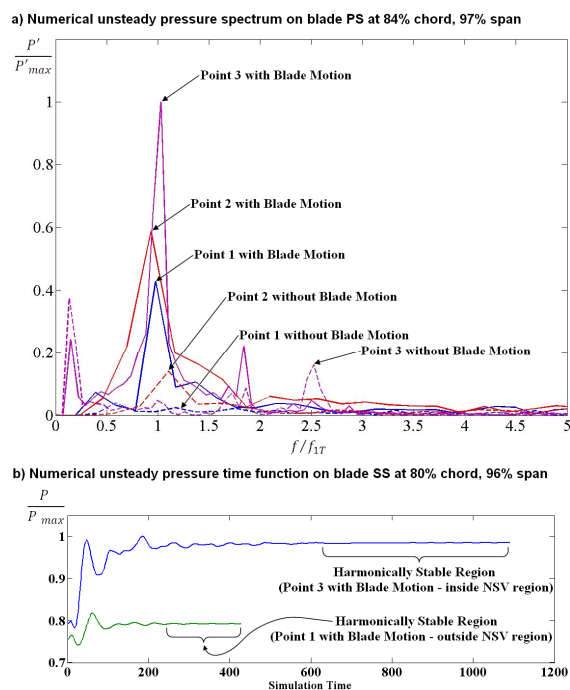 a) Numerical unsteady pressure spectrum on blade PS at 84% chord, 97% span
P′
P′max
Point 3 with Blade Motion
1
0.8
0.6
Point 2 with Blade Motion
Point 1 with Blade Motion
0.4
Point 2 without Blade Motion
Point 1 without Blade Motion
0.2
Point 3 without Blade Motion
0
0 0.5 1 1.5 2 2.5 3 3.5 4 4.5 5
f/f1T
b) Numerical unsteady pressure time function on blade SS at 80% chord, 96% span
P
P max
1
0.9
Harmonically Stable Region
(Point 3 with Blade Motion - inside NSV region)
0.8
Harmonically Stable Region
(Point 1 with Blade Motion - outside NSV region)
0.7
0 200 400 600 800 1000 1200
Simulation Time